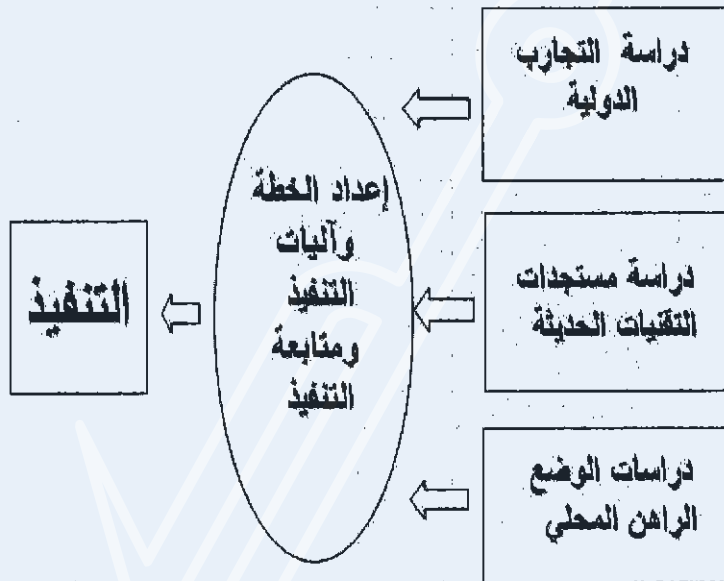 دراسة التجارب
الدولية
دراسة مستجدات
التقنيات الحديثة
دراسات الوضع
الراهن المحلي
إعداد الخطة
وآليات
التنفيذ
ومتابعة
التنفيذ
التنفيذ